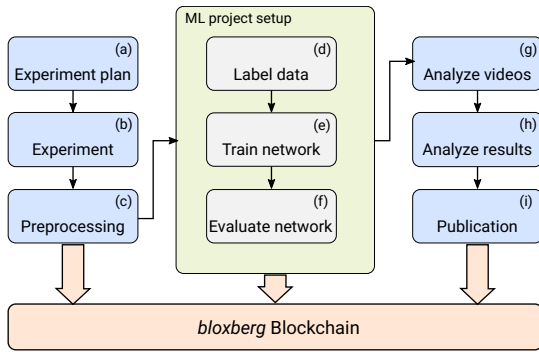 ML project setup
(a)
Experiment plan
(b)
Experiment
(c)
Preprocessing
(d)
Label data
(e)
Train network
(f)
Evaluate network
(g)
Analyze videos
(h)
Analyze results
(i)
Publication
bloxberg Blockchain